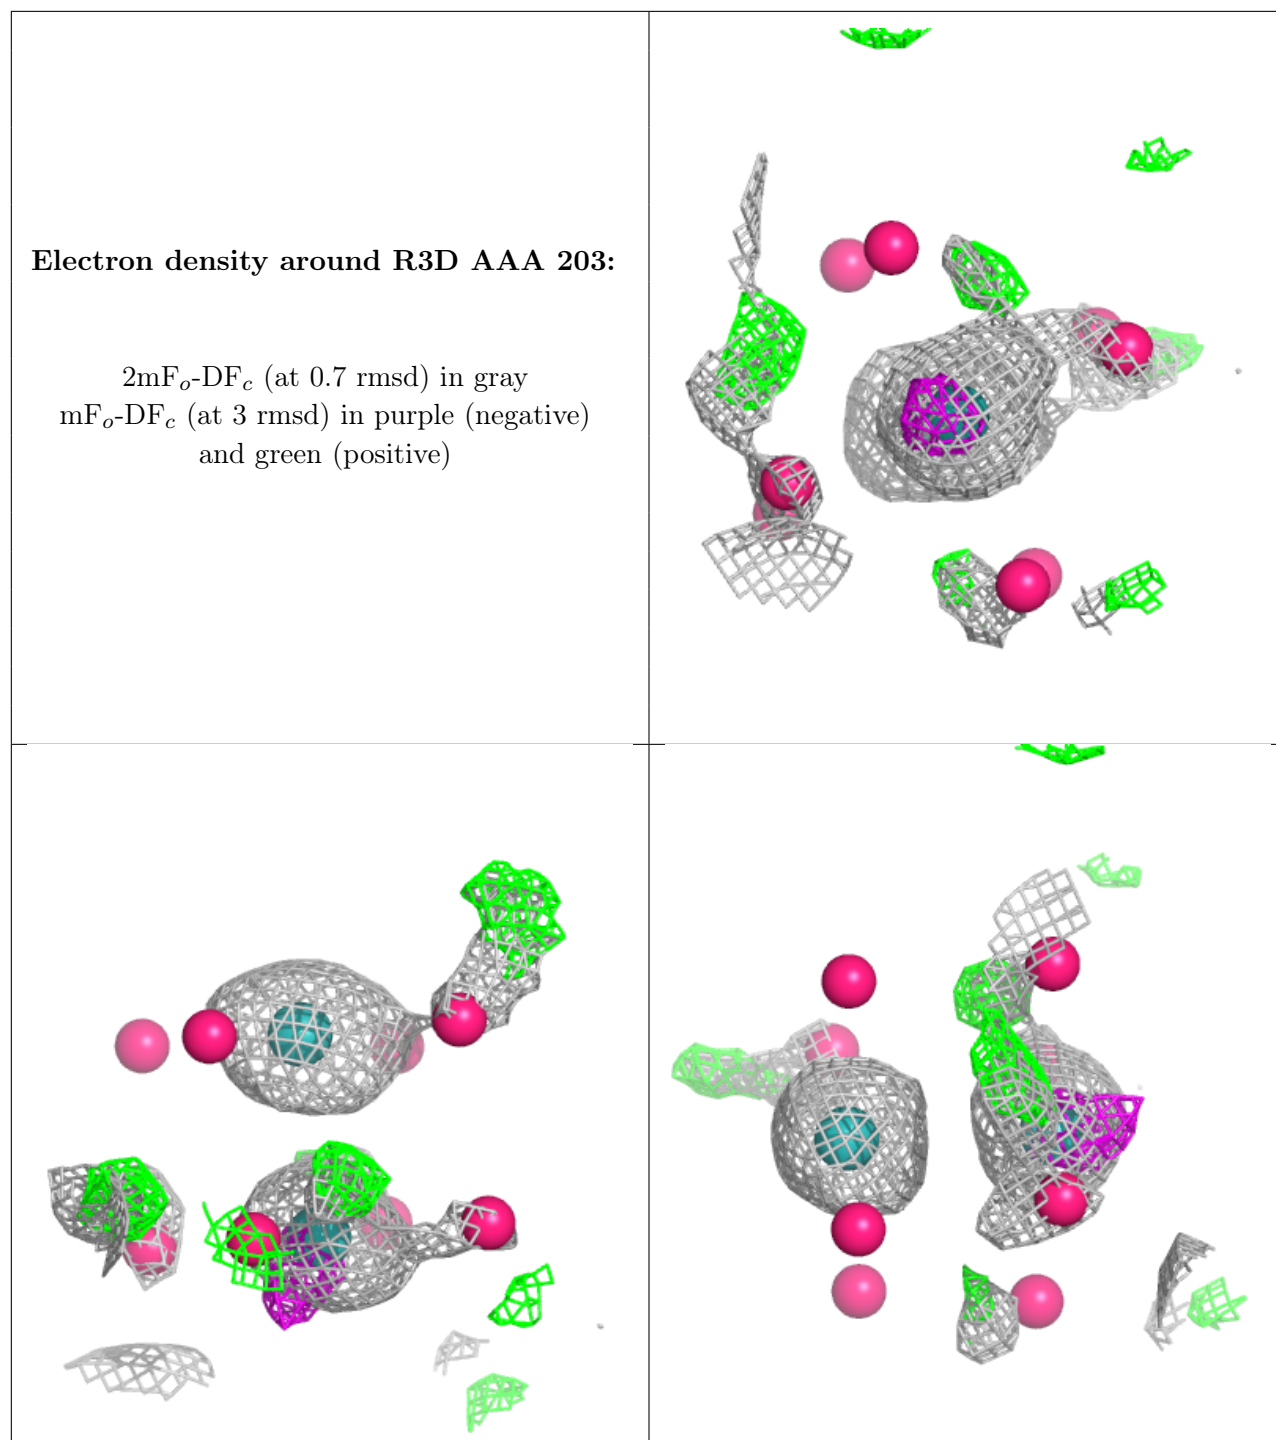 Electron density around R3D AAA 203:
2mFo-DFc (at 0.7 rmsd) in gray
mFo-DFc (at 3 rmsd) in purple (negative)
and green (positive)